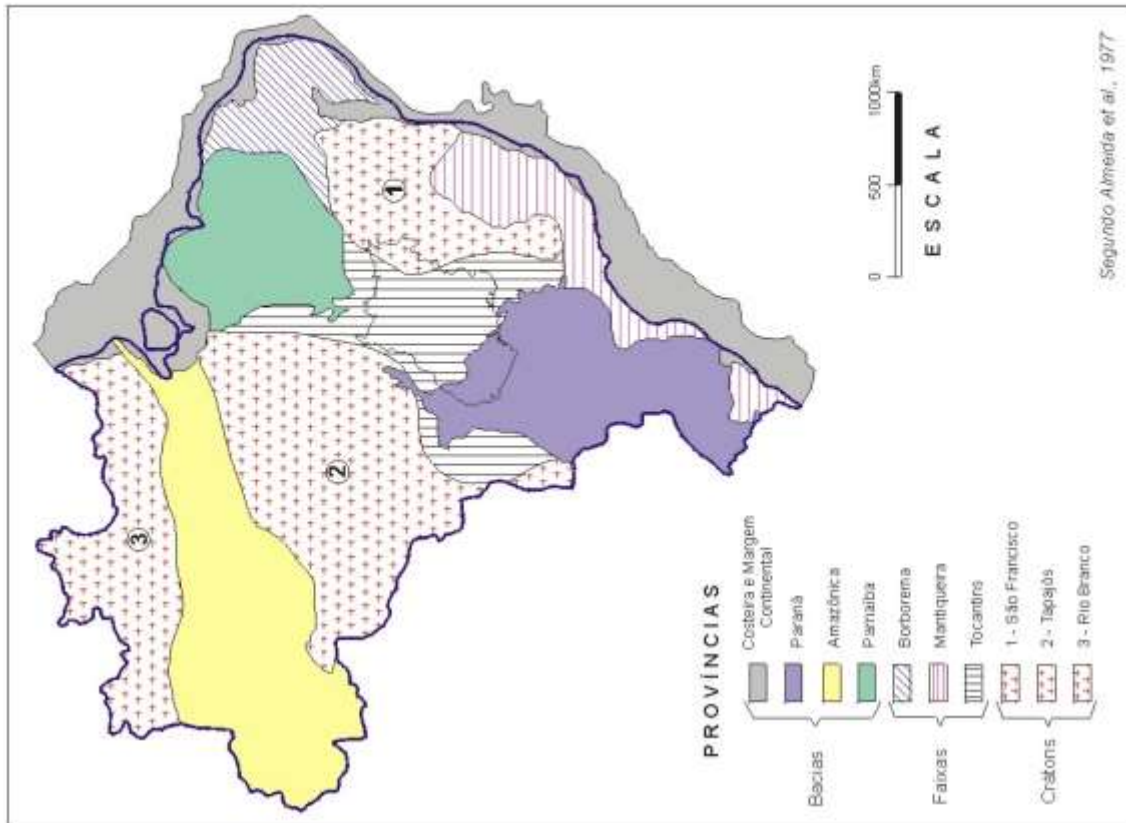 3
2
1
PROVÍNCIAS
Bacias
Costeira e Margem
Continental
Paraná
Amazônica
Parnaíba
Faixas
Borborema
Mantiqueira
Tocantins
Crátons
1 - São Francisco
2 - Tapajós
3 - Rio Branco
0 500 1000km
ESCALA
Segundo Almeida et al., 1977